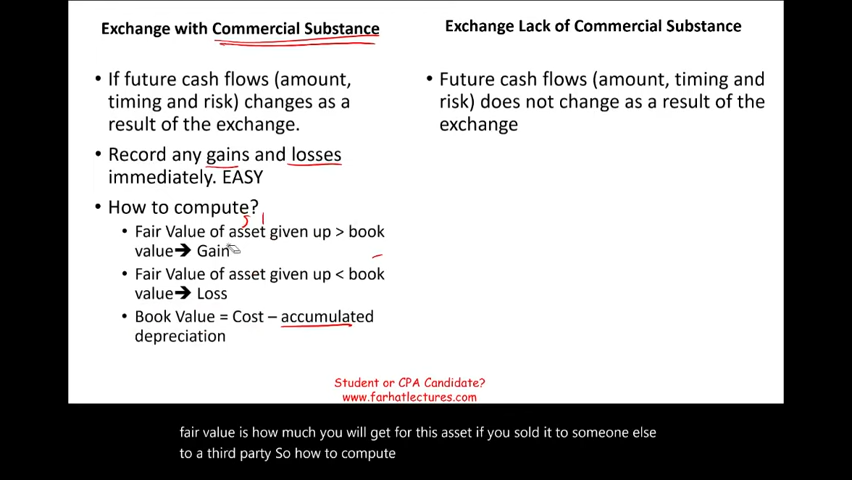 Exchange with Commercial Substance
• If future cash flows (amount,
timing and risk) changes as a
result of the exchange.
• Record any gains and losses
immediately. EASY
• How to compute?
• Fair Value of asset given up > book
value➔ Gain
• Fair Value of asset given up < book
value➔ Loss
• Book Value = Cost – accumulated
depreciation
Exchange Lack of Commercial Substance
• Future cash flows (amount, timing and
risk) does not change as a result of the
exchange
Student or CPA Candidate?
www.farhatlectures.com
fair value is how much you will get for this asset if you sold it to someone else
to a third party So how to compute